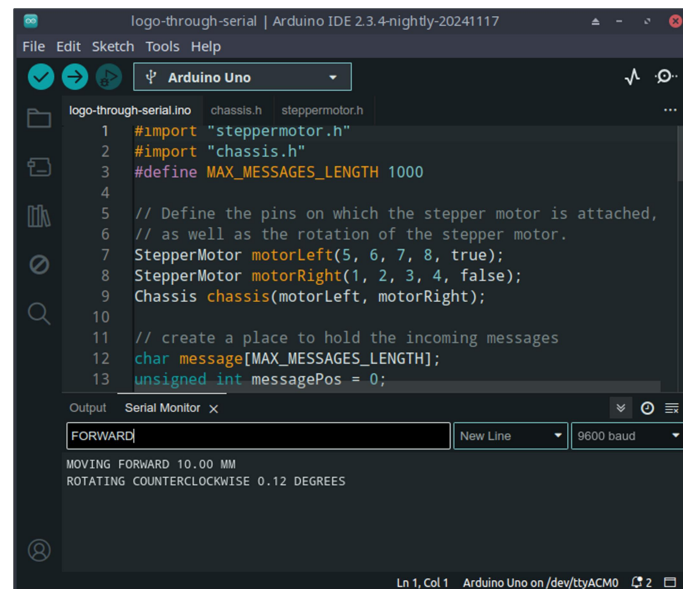 logo-through-serial | Arduino IDE 2.3.4-nightly-20241117
File Edit Sketch Tools Help
Arduino Uno
logo-through-serial.ino chassis.h steppermotor.h
1 #import "steppermotor.h"
2 #import "chassis.h"
3 #define MAX_MESSAGES_LENGTH 1000
4
5 // Define the pins on which the stepper motor is attached,
6 // as well as the rotation of the stepper motor.
7 StepperMotor motorLeft(5, 6, 7, 8, true);
8 StepperMotor motorRight(1, 2, 3, 4, false);
9 Chassis chassis(motorLeft, motorRight);
10
11 // create a place to hold the incoming messages
12 char message[MAX_MESSAGES_LENGTH];
13 unsigned int messagePos = 0;
Output Serial Monitor
FORWARD New Line 9600 baud
MOVING FORWARD 10.00 MM
ROTATING COUNTERCLOCKWISE 0.12 DEGREES
Ln 1, Col 1 Arduino Uno on /dev/ttyACM0 2